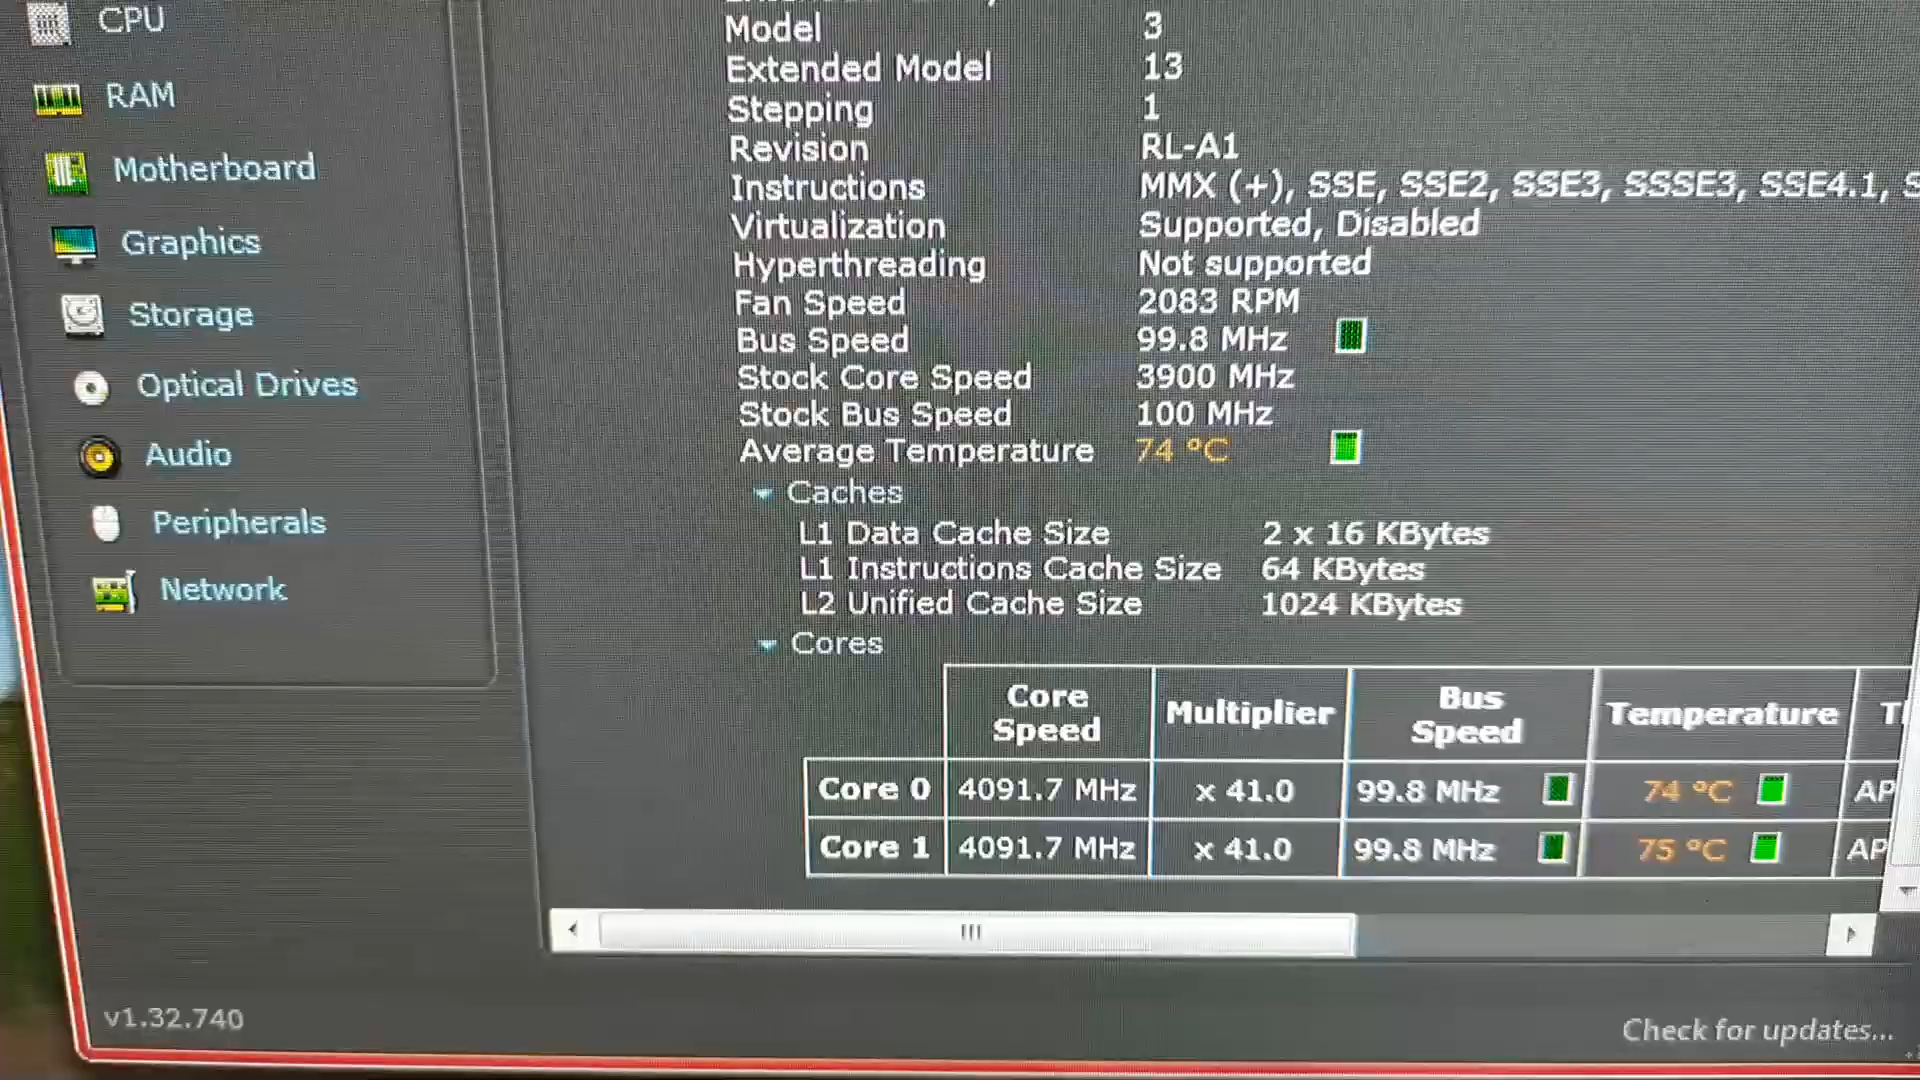 CPU
RAM
Motherboard
Graphics
Storage
Optical Drives
Audio
Peripherals
Network
Model 3
Extended Model 13
Stepping 1
Revision RL-A1
Instructions MMX (+), SSE, SSE2, SSE3, SSSE3, SSE4.1, S
Virtualization Supported, Disabled
Hyperthreading Not supported
Fan Speed 2083 RPM
Bus Speed 99.8 MHz
Stock Core Speed 3900 MHz
Stock Bus Speed 100 MHz
Average Temperature 74 °C
Caches
L1 Data Cache Size 2 x 16 KBytes
L1 Instructions Cache Size 64 KBytes
L2 Unified Cache Size 1024 KBytes
Cores
Core Speed Multiplier Bus Speed Temperature
Core 0 4091.7 MHz x 41.0 99.8 MHz 74 °C AP
Core 1 4091.7 MHz x 41.0 99.8 MHz 75 °C AP
v1.32.740
Check for updates...